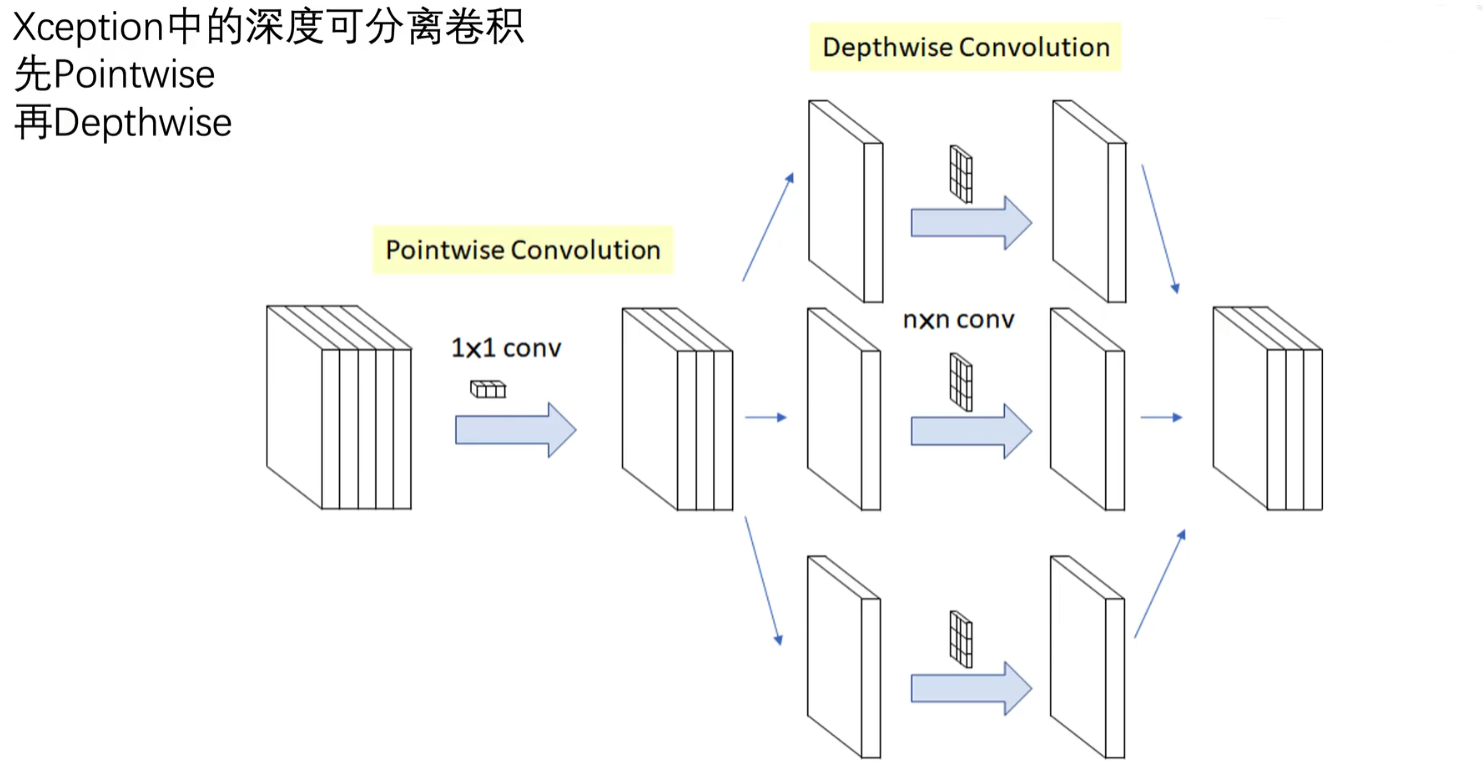 Xception中的深度可分离卷积
先Pointwise
再Depthwise
Depthwise Convolution
Pointwise Convolution
1x1 conv
nxn conv